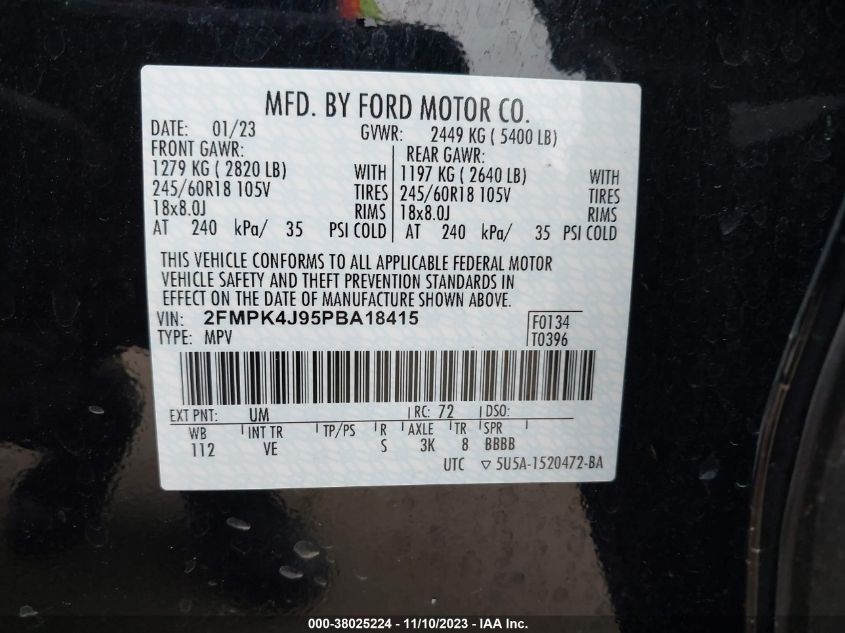 MFD. BY FORD MOTOR CO.
DATE: 01/23 GVWR: 2449 KG ( 5400 LB)
FRONT GAWR: REAR GAWR:
1279 KG ( 2820 LB) WITH 1197 KG ( 2640 LB) WITH
245/60R18 105V TIRES 245/60R18 105V TIRES
18x8.0J RIMS 18x8.0J RIMS
AT 240 kPa/ 35 PSI COLD AT 240 kPa/ 35 PSI COLD
THIS VEHICLE CONFORMS TO ALL APPLICABLE FEDERAL MOTOR
VEHICLE SAFETY AND THEFT PREVENTION STANDARDS IN
EFFECT ON THE DATE OF MANUFACTURE SHOWN ABOVE.
VIN: 2FMPK4J95PBA18415 F0134
TYPE: MPV T0396
EXT PNT: UM RC: 72 DSO:
WB INT TR TP/PS R AXLE TR SPR
112 VE S 3K 8 BBBB
UTC ▽ 5U5A-1520472-BA
000-38025224 - 11/10/2023 - IAA Inc.